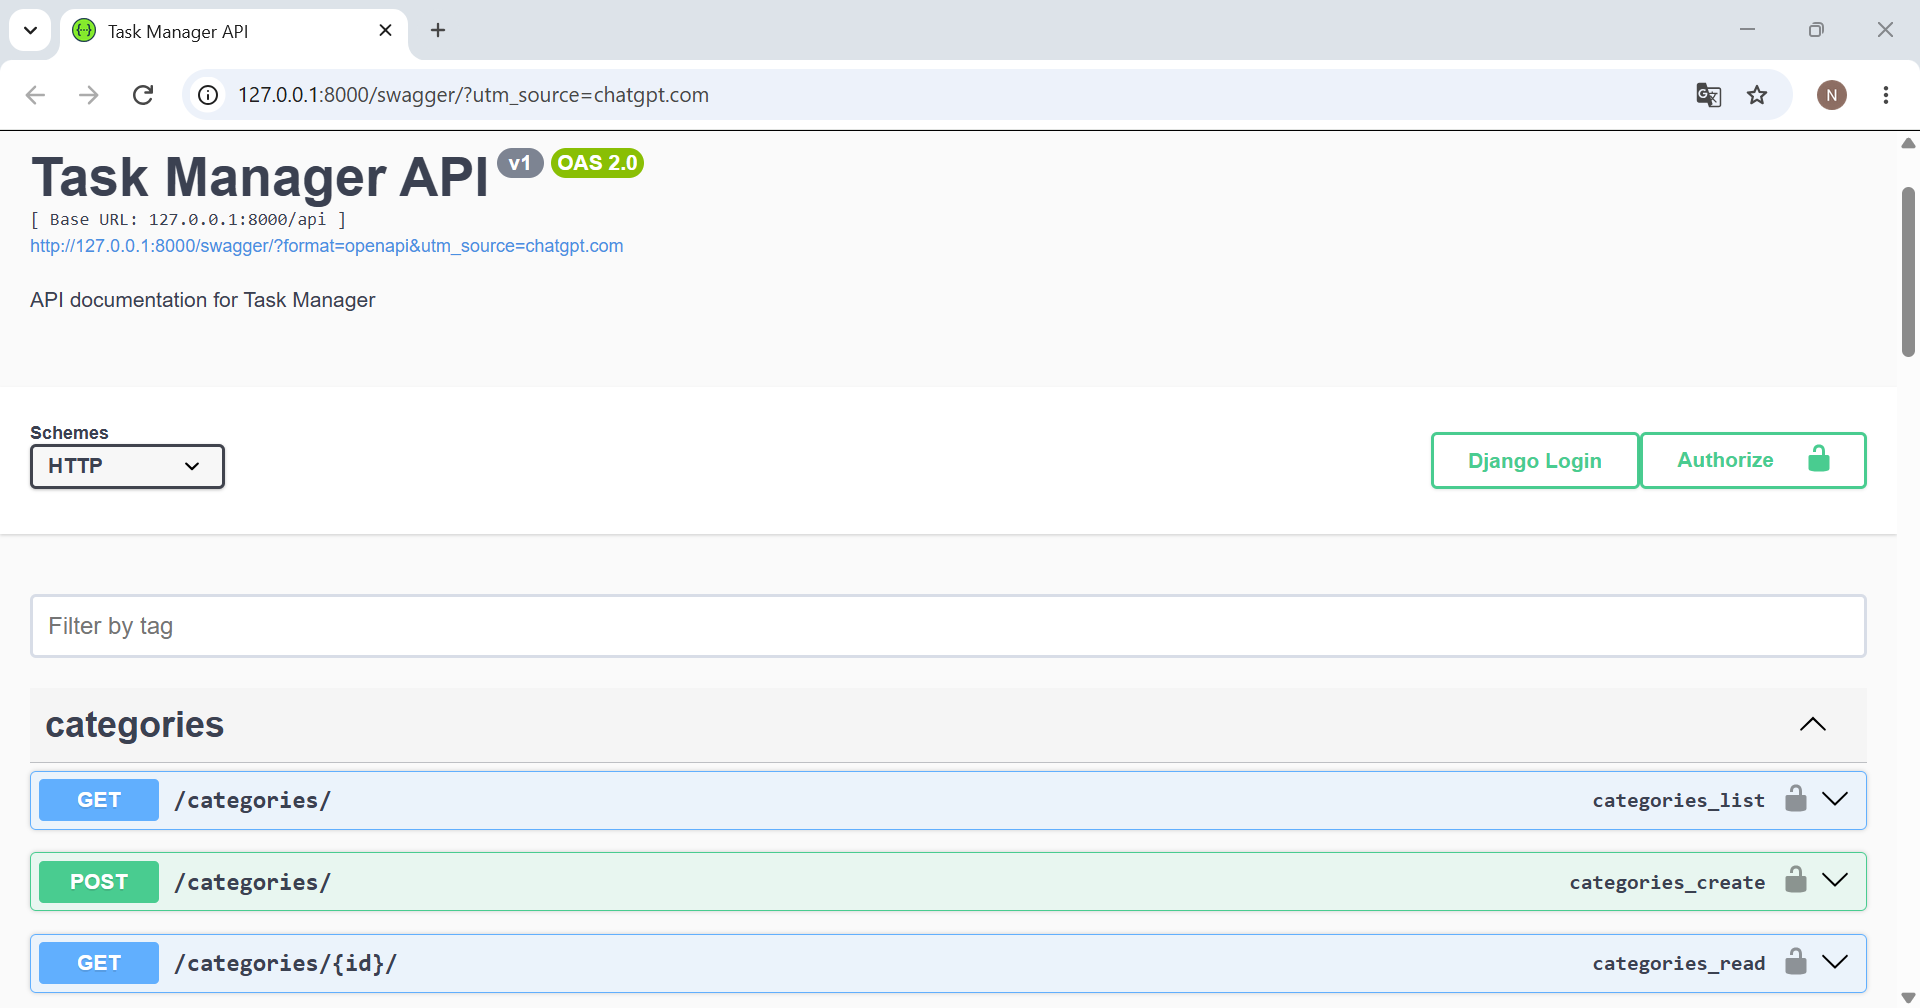 Task Manager API
127.0.0.1:8000/swagger/?utm_source=chatgpt.com
N
Task Manager API v1 OAS 2.0
[ Base URL: 127.0.0.1:8000/api ]
http://127.0.0.1:8000/swagger/?format=openapi&utm_source=chatgpt.com
API documentation for Task Manager
Schemes
HTTP
Django Login
Authorize
Filter by tag
categories
GET /categories/ categories_list
POST /categories/ categories_create
GET /categories/{id}/ categories_read